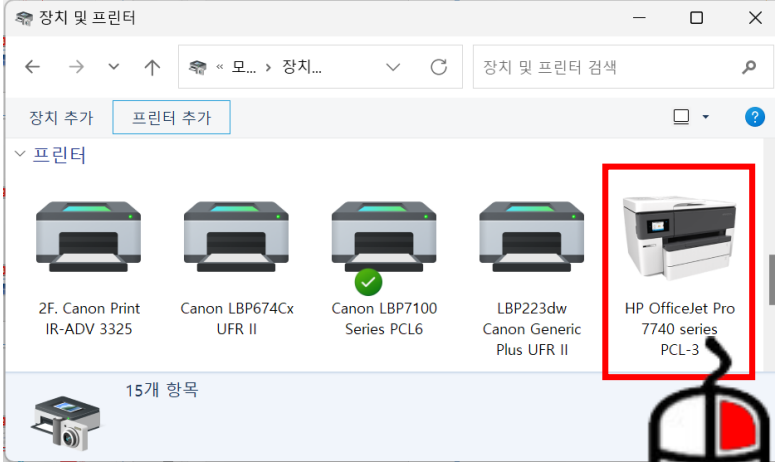 장치 및 프린터
« 모... › 장치...
장치 및 프린터 검색
장치 추가
프린터 추가
?
프린터
2F. Canon Print
IR-ADV 3325
Canon LBP674Cx
UFR II
Canon LBP7100
Series PCL6
LBP223dw
Canon Generic
Plus UFR II
HP OfficeJet Pro
7740 series
PCL-3
15개 항목